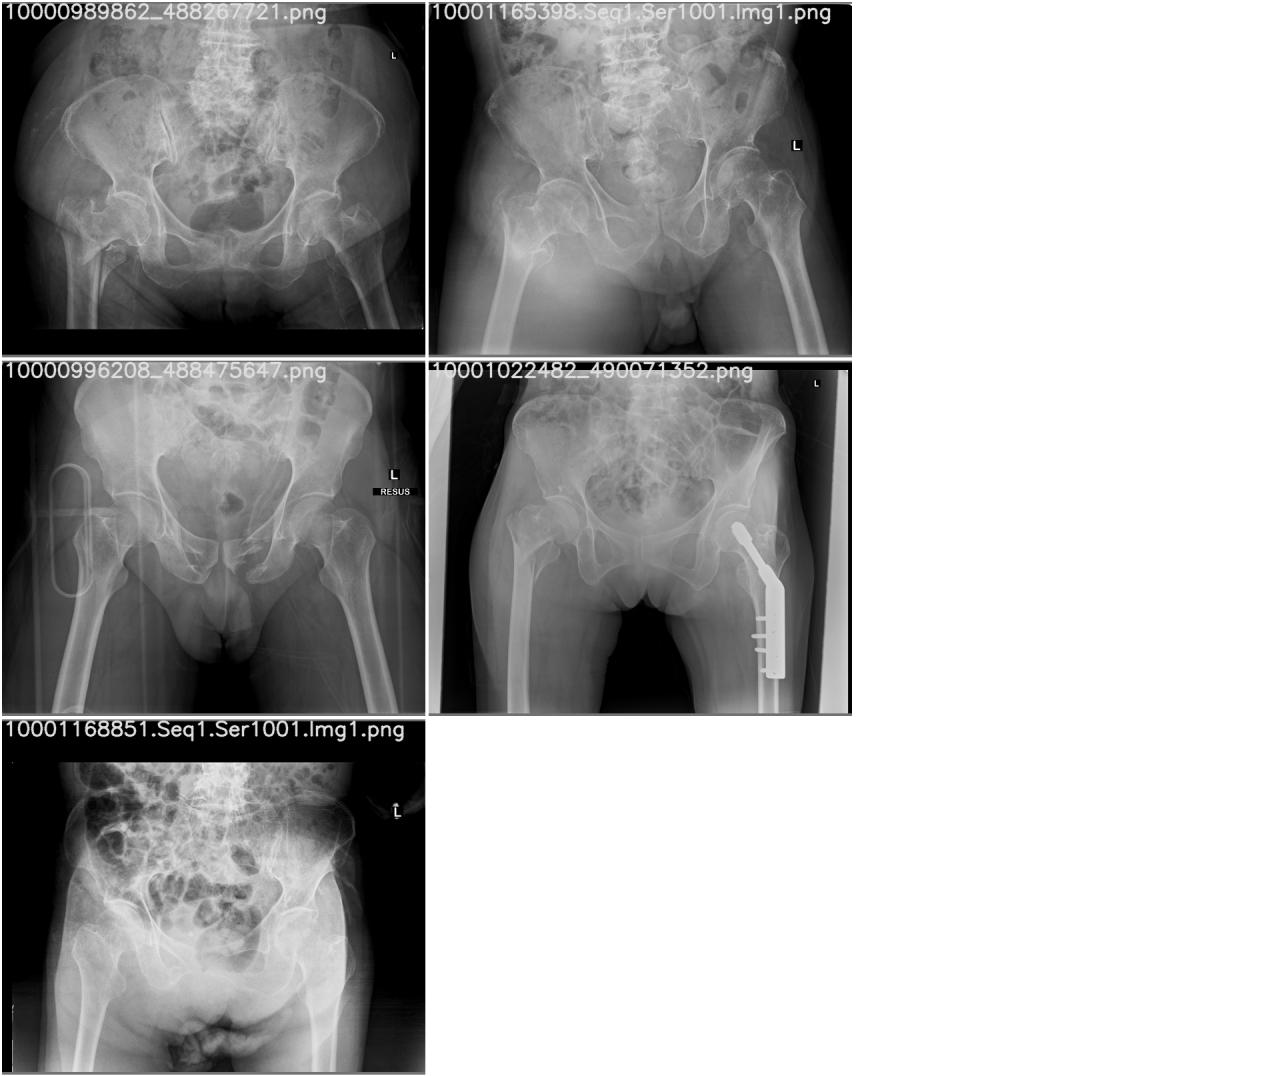 10000989862_488267721.png
L
10001165398.Seq1.Ser1001.Img1.png
L
10000996208_488475647.png
L
RESUS
10001022482_490071352.png
L
10001168851.Seq1.Ser1001.Img1.png
L